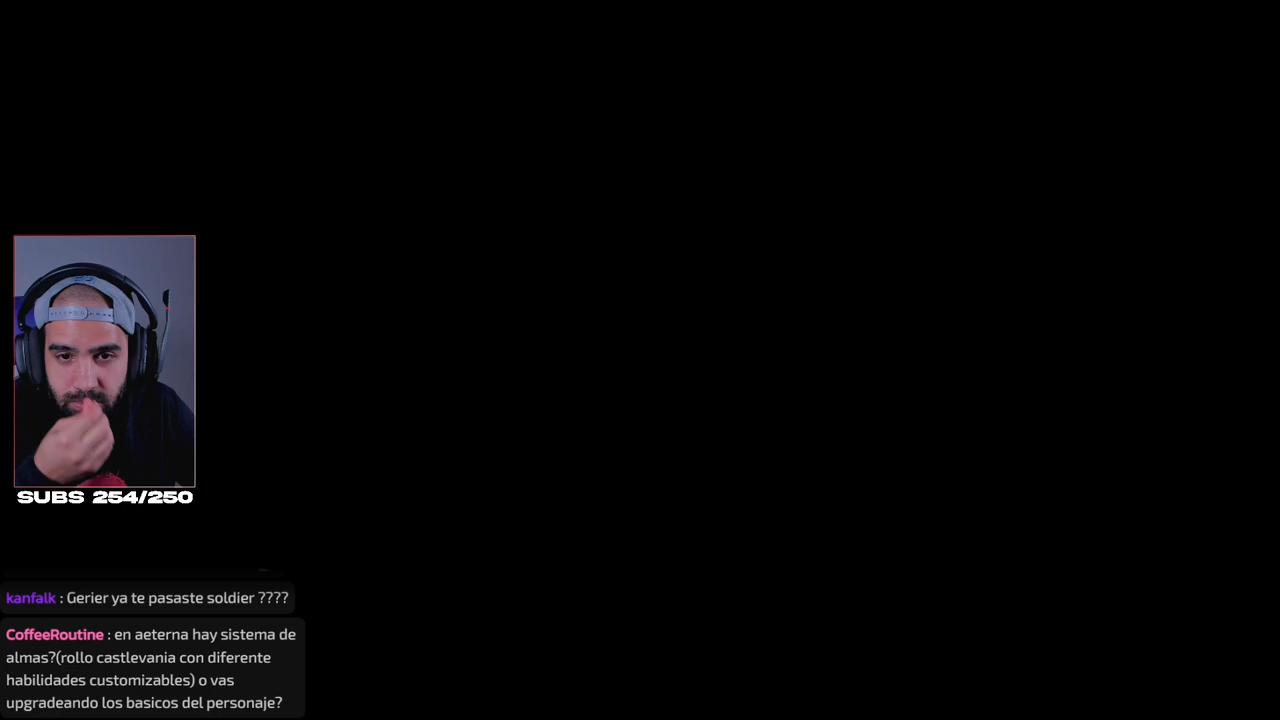 SUBS 254/250
kanfalk : Gerier ya te pasaste soldier ????
CoffeeRoutine : en aeterna hay sistema de
almas?(rollo castlevania con diferente
habilidades customizables) o vas
upgradeando los basicos del personaje?